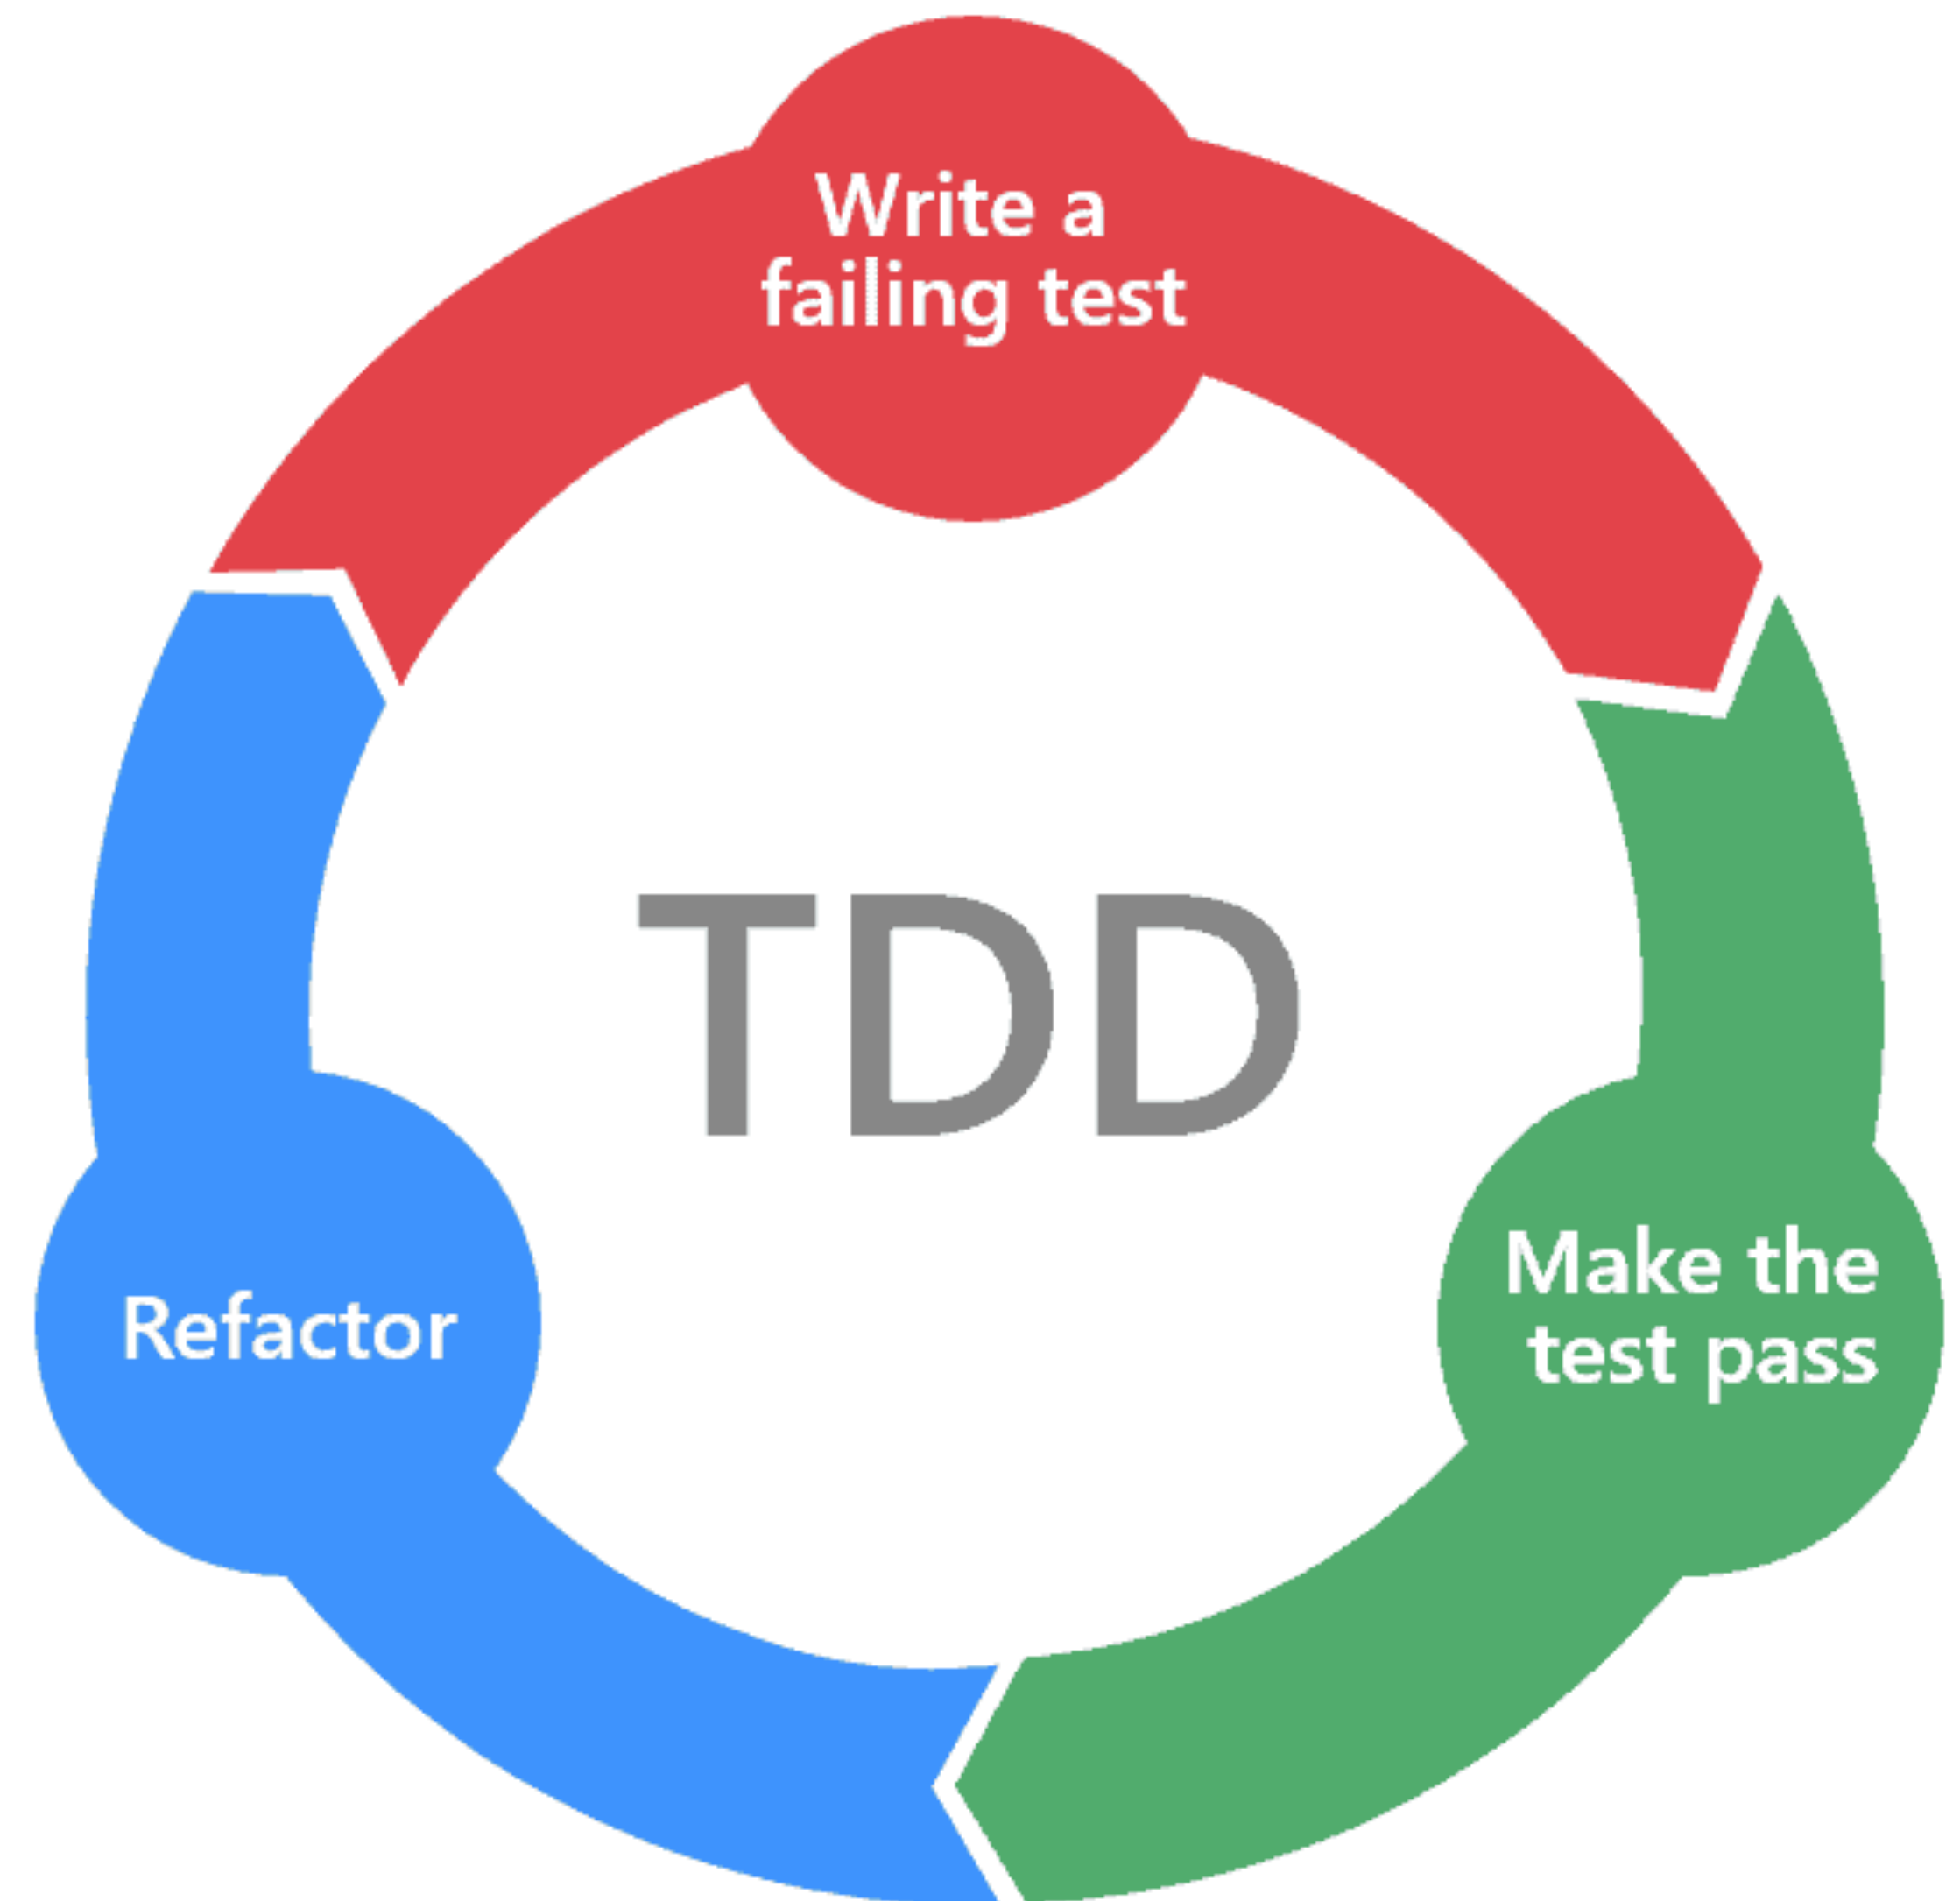 Write a
failing test
TDD
Refactor
Make the
test pass